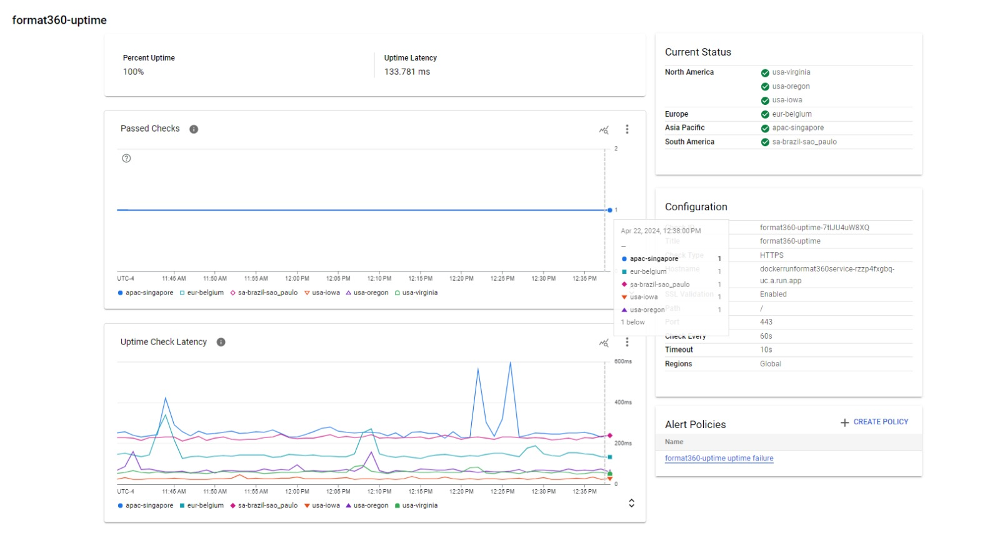 format360-uptime
Percent Uptime
100%
Uptime Latency
133.781 ms
Passed Checks
2
1
UTC-4 11:45 AM 11:50 AM 11:55 AM 12:00 PM 12:05 PM 12:10 PM 12:15 PM 12:20 PM 12:25 PM 12:30 PM 12:35 PM
apac-singapore eur-belgium sa-brazil-sao_paulo usa-iowa usa-oregon usa-virginia
Apr 22, 2024, 12:38:00 PM
–
apac-singapore 1
eur-belgium 1
sa-brazil-sao_paulo 1
usa-iowa 1
usa-oregon 1
1 below
Uptime Check Latency
600ms
400ms
200ms
0
UTC-4 11:45 AM 11:50 AM 11:55 AM 12:00 PM 12:05 PM 12:10 PM 12:15 PM 12:20 PM 12:25 PM 12:30 PM 12:35 PM
apac-singapore eur-belgium sa-brazil-sao_paulo usa-iowa usa-oregon usa-virginia
Current Status
North America usa-virginia
usa-oregon
usa-iowa
Europe eur-belgium
Asia Pacific apac-singapore
South America sa-brazil-sao_paulo
Configuration
format360-uptime-7tIJU4uW8XQ
Title format360-uptime
Check Type HTTPS
Hostname dockerrunformat360service-rzzp4fxgbq-
uc.a.run.app
SSL Validation Enabled
Path /
Port 443
Check Every 60s
Timeout 10s
Regions Global
Alert Policies
CREATE POLICY
Name
format360-uptime uptime failure